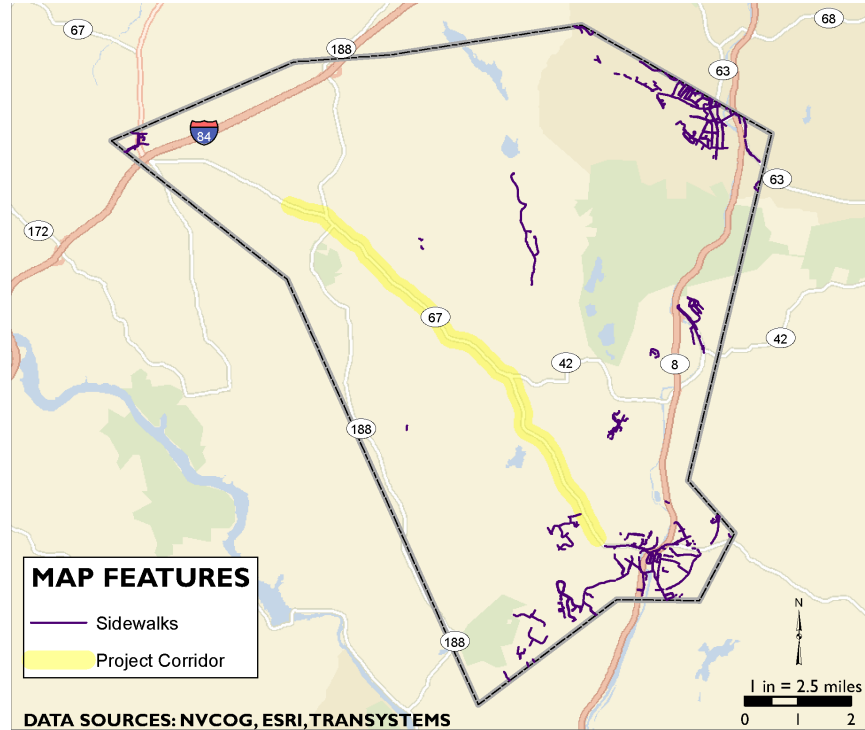 67
68
188
63
84
63
172
67
42
42
8
188
188
MAP FEATURES
Sidewalks
Project Corridor
N
1 in = 2.5 miles
0 1 2
DATA SOURCES: NVCOG, ESRI, TRANSYSTEMS